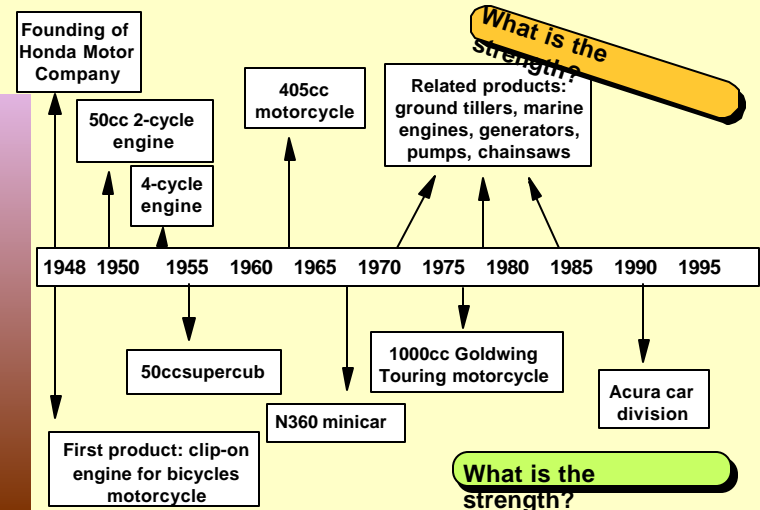 What is the
strength?
Founding of
Honda Motor
Company
50cc 2-cycle
engine
4-cycle
engine
405cc
motorcycle
Related products:
ground tillers, marine
engines, generators,
pumps, chainsaws
1948 1950 1955 1960 1965 1970 1975 1980 1985 1990 1995
50ccsupercub
N360 minicar
1000cc Goldwing
Touring motorcycle
Acura car
division
First product: clip-on
engine for bicycles
motorcycle
What is the
strength?